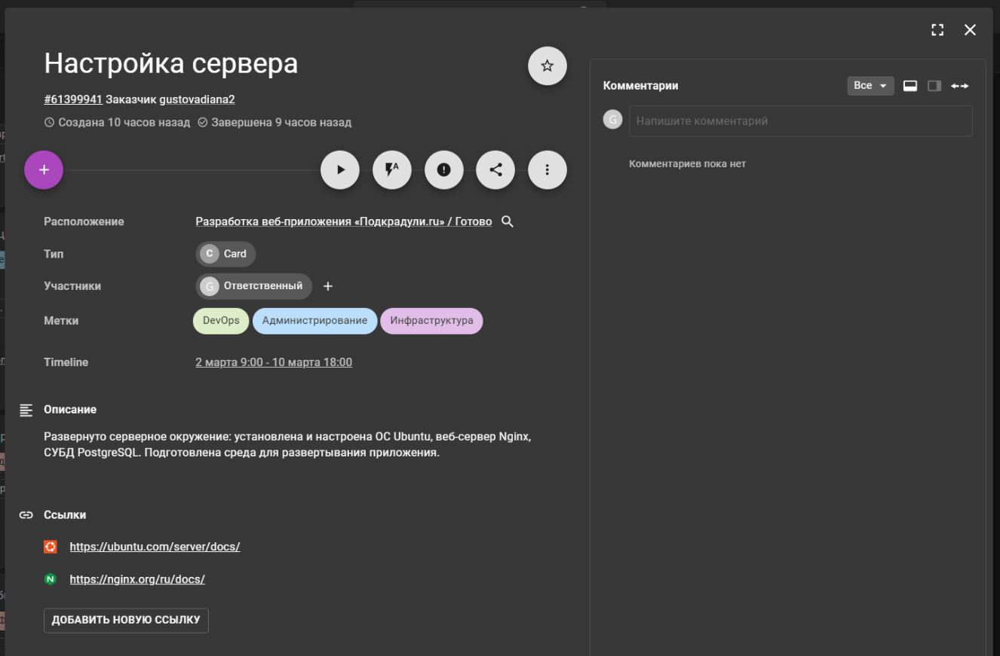 Настройка сервера
#61399941 Заказчик gustovadiana2
Создана 10 часов назад Завершена 9 часов назад
Расположение
Разработка веб-приложения «Подкрадули.ru» / Готово
Тип
C Card
Участники
G Ответственный
Метки
DevOps Администрирование Инфраструктура
Timeline
2 марта 9:00 - 10 марта 18:00
Описание
Развернуто серверное окружение: установлена и настроена ОС Ubuntu, веб-сервер Nginx,
СУБД PostgreSQL. Подготовлена среда для развертывания приложения.
Ссылки
https://ubuntu.com/server/docs/
N https://nginx.org/ru/docs/
ДОБАВИТЬ НОВУЮ ССЫЛКУ
Комментарии
Все
G Напишите комментарий
Комментариев пока нет